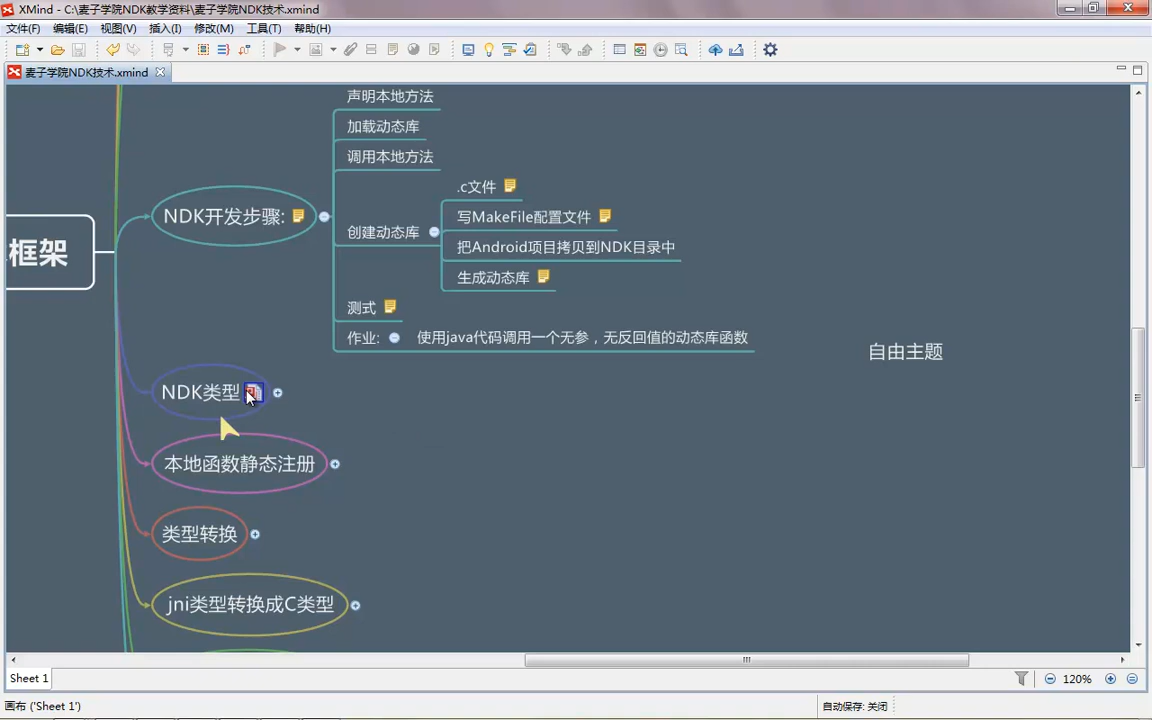 XMind - C:\麦子学院NDK教学资料\麦子学院NDK技术.xmind
文件(F) 编辑(E) 视图(V) 插入(I) 修改(M) 工具(T) 帮助(H)
麦子学院NDK技术.xmind
声明本地方法
加载动态库
调用本地方法
.c文件
NDK开发步骤:
写MakeFile配置文件
创建动态库
把Android项目拷贝到NDK目录中
框架
生成动态库
测式
作业:
使用java代码调用一个无参，无反回值的动态库函数
自由主题
NDK类型
本地函数静态注册
类型转换
jni类型转换成C类型
Sheet 1
120%
画布 ('Sheet 1')
自动保存: 关闭